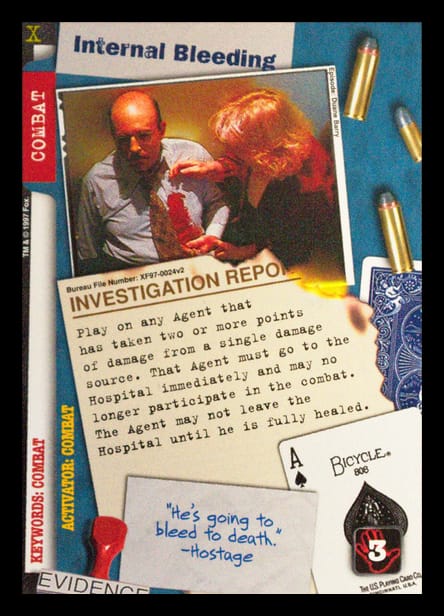 X
Internal Bleeding
COMBAT
Episode: Duane Barry
TM & © 1997 Fox.
Bureau File Number: XF97-0024v2
INVESTIGATION REPO
Play on any Agent that
has taken two or more points
of damage from a single damage
source. That Agent must go to the
Hospital immediately and may no
longer participate in the combat.
The Agent may not leave the
Hospital until he is fully healed.
KEYWORDS: COMBAT
ACTIVATOR: COMBAT
"He's going to
bleed to death."
-Hostage
A
BICYCLE®
808
3
THE U.S. PLAYING CARD CO.
CINCINNATI, U.S.A.
EVIDENCE